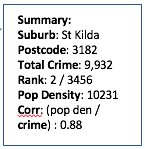 Summary:
Suburb: St Kilda
Postcode: 3182
Total Crime: 9,932
Rank: 2 / 3456
Pop Density: 10231
Corr: (pop den /
crime) : 0.88